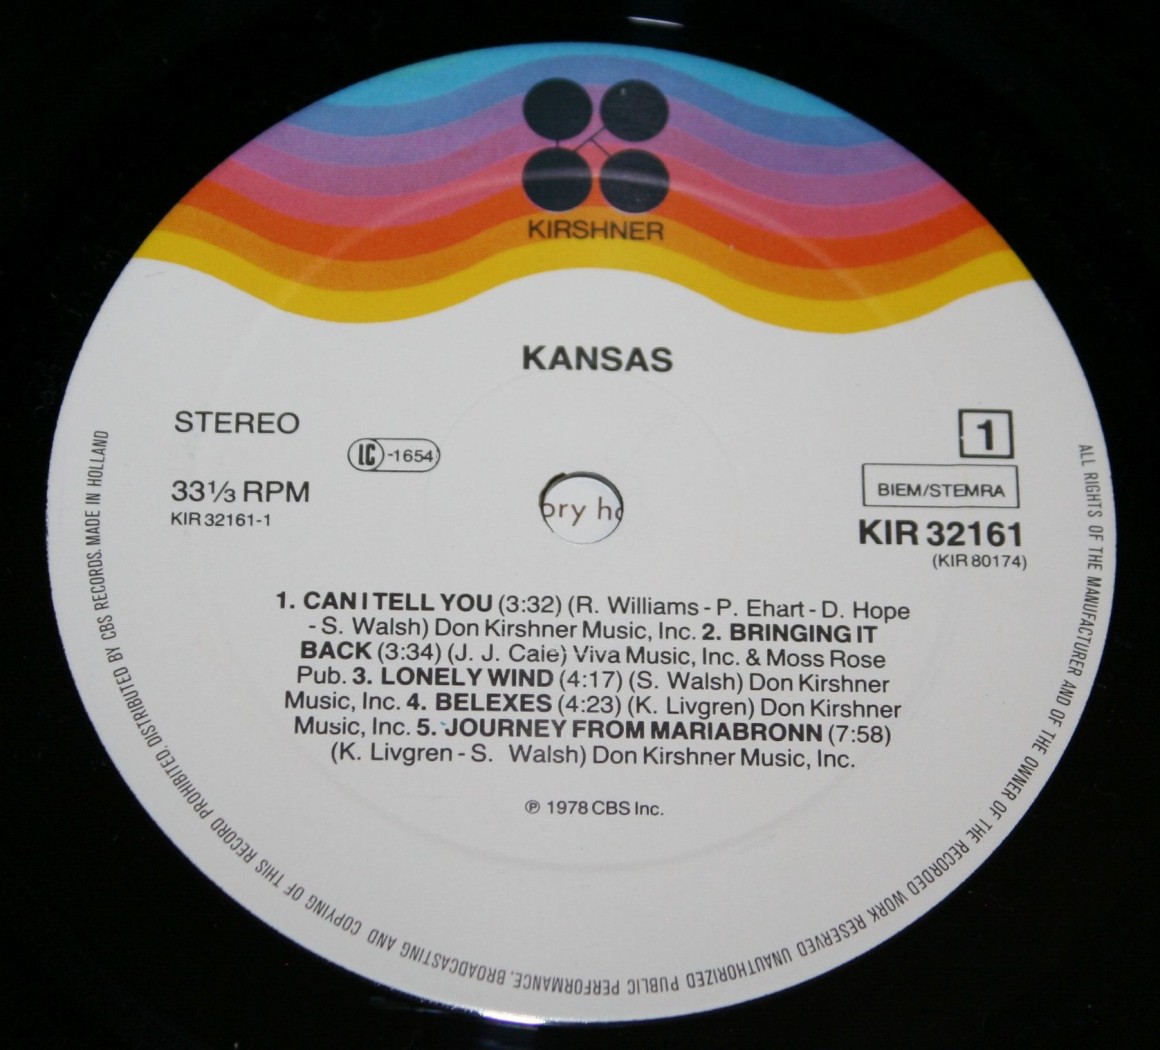 KIRSHNER
KANSAS
STEREO
LC -1654
33⅓ RPM
KIR 32161-1
1
BIEM/STEMRA
KIR 32161
(KIR 80174)
ory ho
1. CAN I TELL YOU (3:32) (R. Williams - P. Ehart - D. Hope
- S. Walsh) Don Kirshner Music, Inc. 2. BRINGING IT
BACK (3:34) (J. J. Cale) Viva Music, Inc. & Moss Rose
Pub. 3. LONELY WIND (4:17) (S. Walsh) Don Kirshner
Music, Inc. 4. BELEXES (4:23) (K. Livgren) Don Kirshner
Music, Inc. 5. JOURNEY FROM MARIABRONN (7:58)
(K. Livgren - S. Walsh) Don Kirshner Music, Inc.
℗ 1978 CBS Inc.
ALL RIGHTS OF THE MANUFACTURER AND OF THE OWNER OF THE RECORDED WORK RESERVED UNAUTHORIZED PUBLIC PERFORMANCE, BROADCASTING AND COPYING OF THIS RECORD PROHIBITED. DISTRIBUTED BY CBS RECORDS. MADE IN HOLLAND